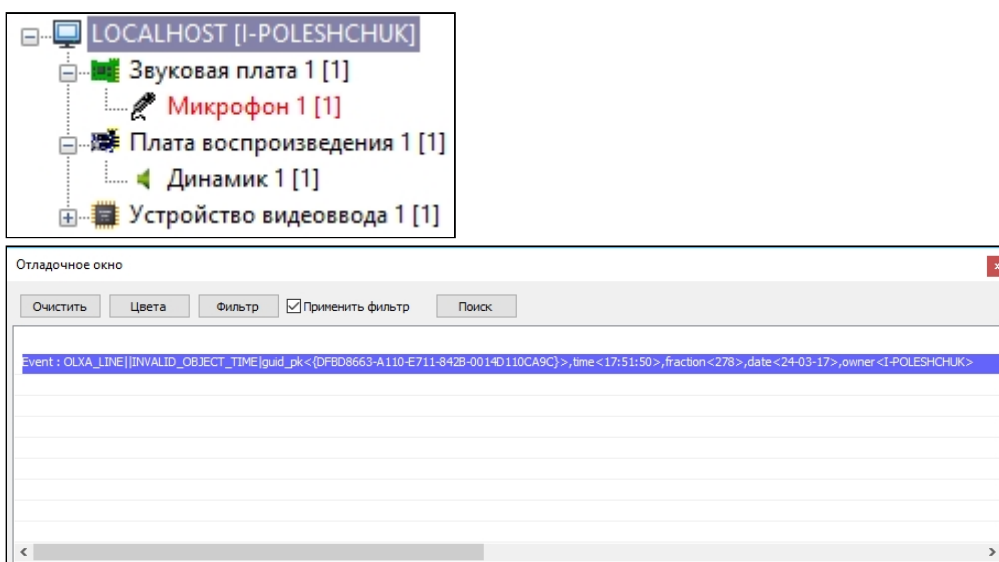 LOCALHOST [I-POLESHCHUK]
Звуковая плата 1 [1]
Микрофон 1 [1]
Плата воспроизведения 1 [1]
Динамик 1 [1]
Устройство видеоввода 1 [1]
Отладочное окно
Очистить Цвета Фильтр Применить фильтр Поиск
Event : OLXA_LINE||INVALID_OBJECT_TIME|guid_pk<{DFBD8663-A110-E711-842B-0014D110CA9C}>,time<17:51:50>,fraction<278>,date<24-03-17>,owner<I-POLESHCHUK>